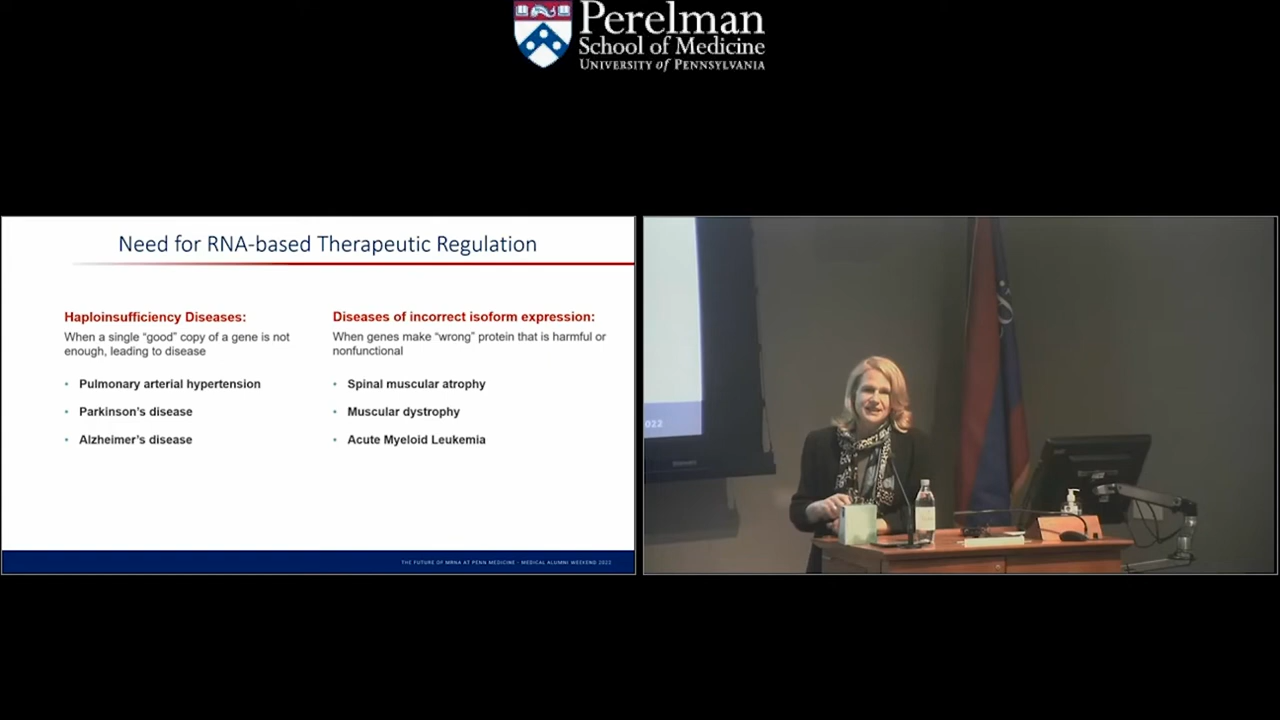 Perelman
School of Medicine
UNIVERSITY of PENNSYLVANIA
Need for RNA-based Therapeutic Regulation
Haploinsufficiency Diseases:
When a single “good” copy of a gene is not
enough, leading to disease
• Pulmonary arterial hypertension
• Parkinson’s disease
• Alzheimer’s disease
Diseases of incorrect isoform expression:
When genes make “wrong” protein that is harmful or
nonfunctional
• Spinal muscular atrophy
• Muscular dystrophy
• Acute Myeloid Leukemia
THE FUTURE OF MRNA AT PENN MEDICINE - MEDICAL ALUMNI WEEKEND 2022
022